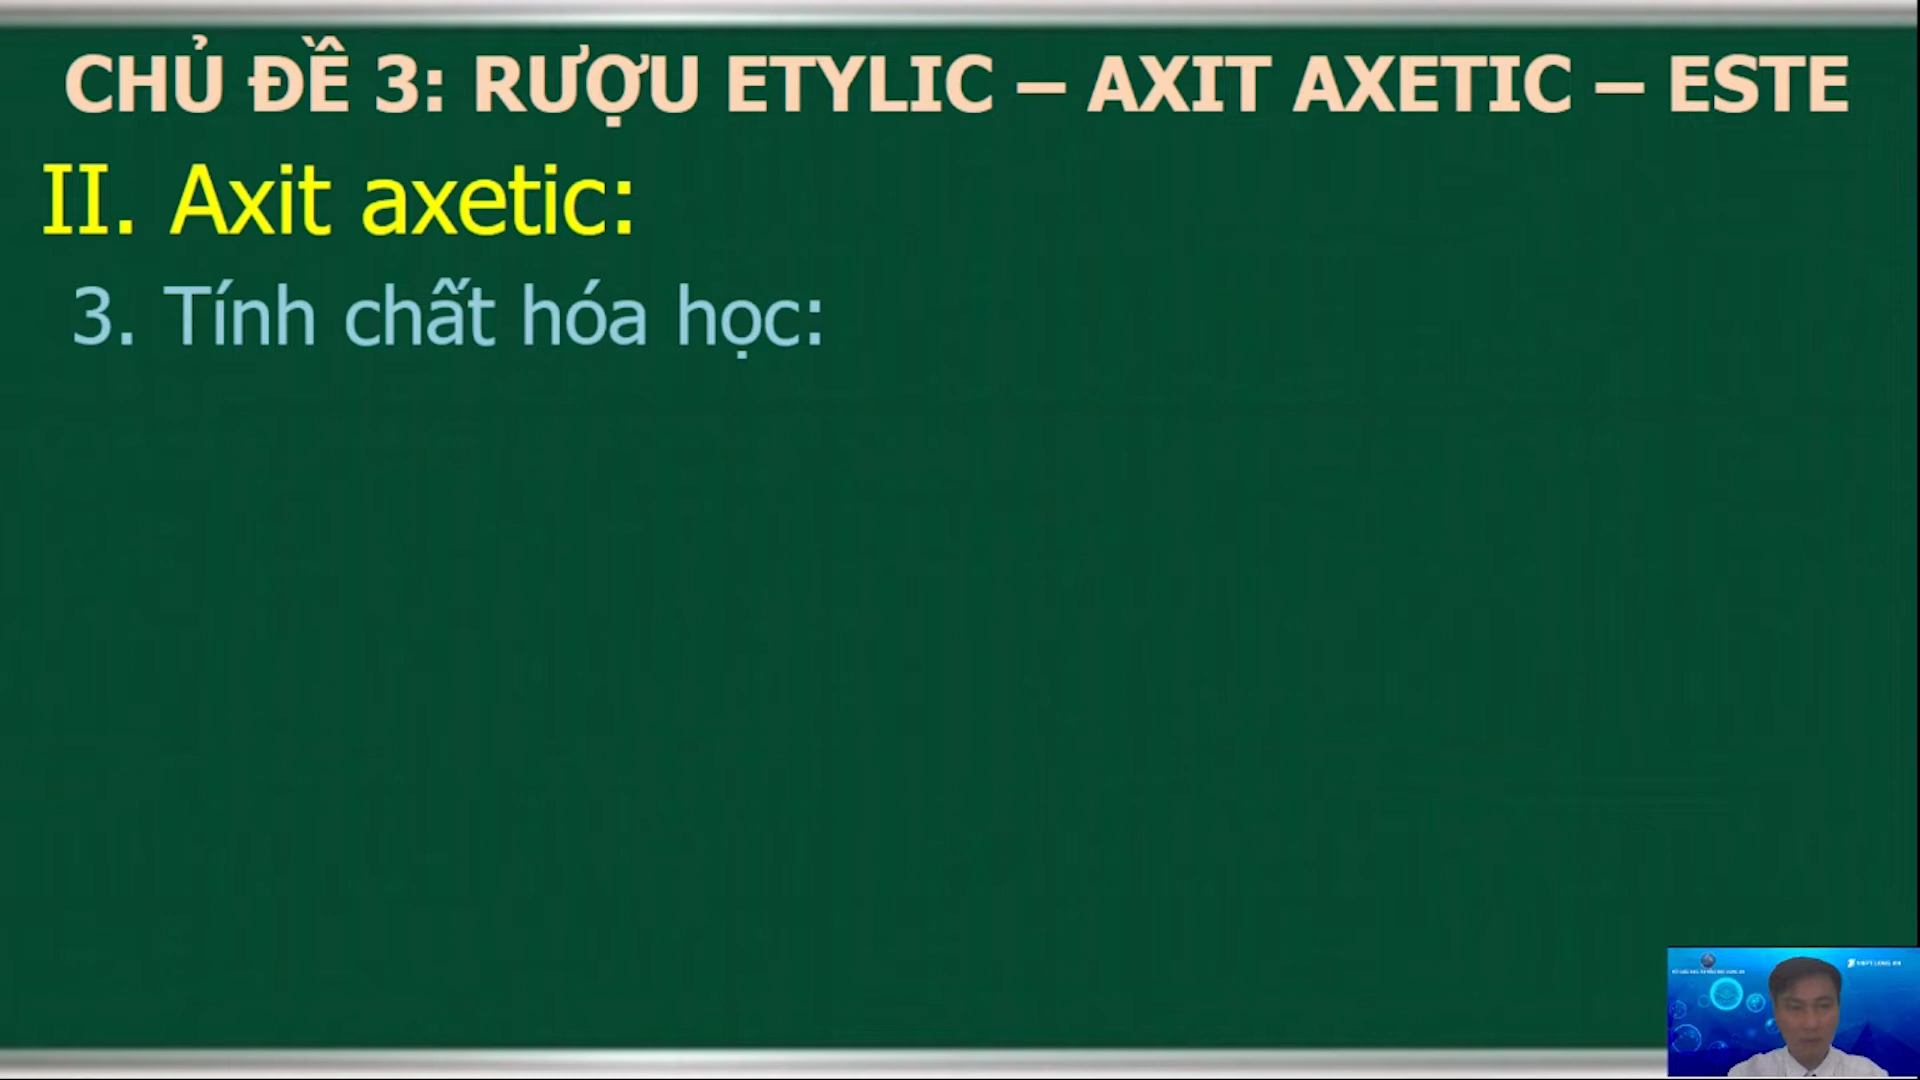 CHỦ ĐỀ 3: RƯỢU ETYLIC – AXIT AXETIC – ESTE
II. Axit axetic:
3. Tính chất hóa học: